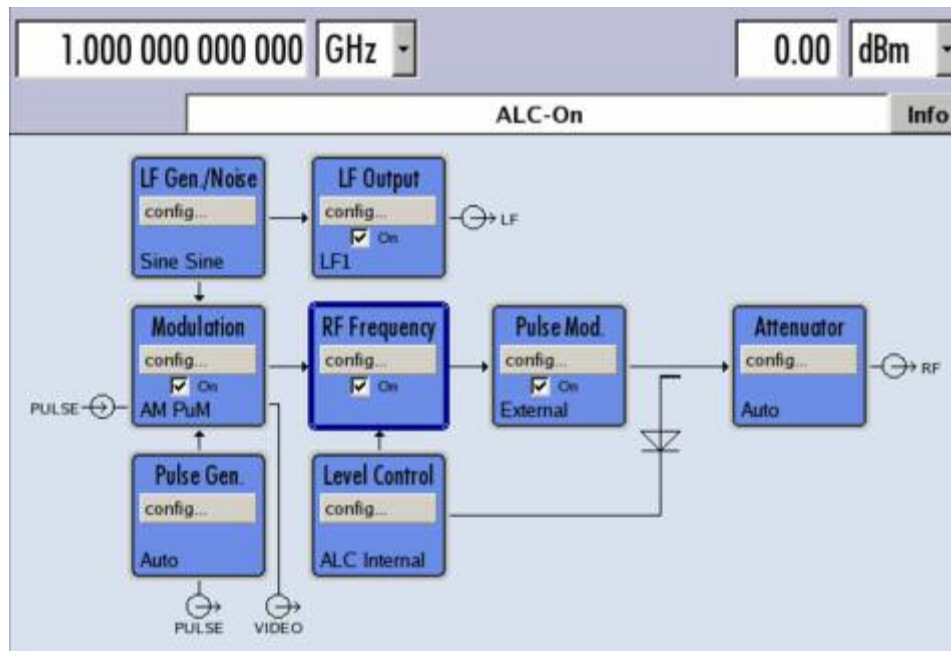 1.000 000 000 000 GHz 0.00 dBm
ALC-On Info
LF Gen./Noise LF Output
config... config...
On LF
Sine Sine LF1
Modulation RF Frequency Pulse Mod. Attenuator
config... config... config... config...
On On On RF
PULSE AM PuM External Auto
Pulse Gen. Level Control
config... config...
Auto ALC Internal
PULSE VIDEO